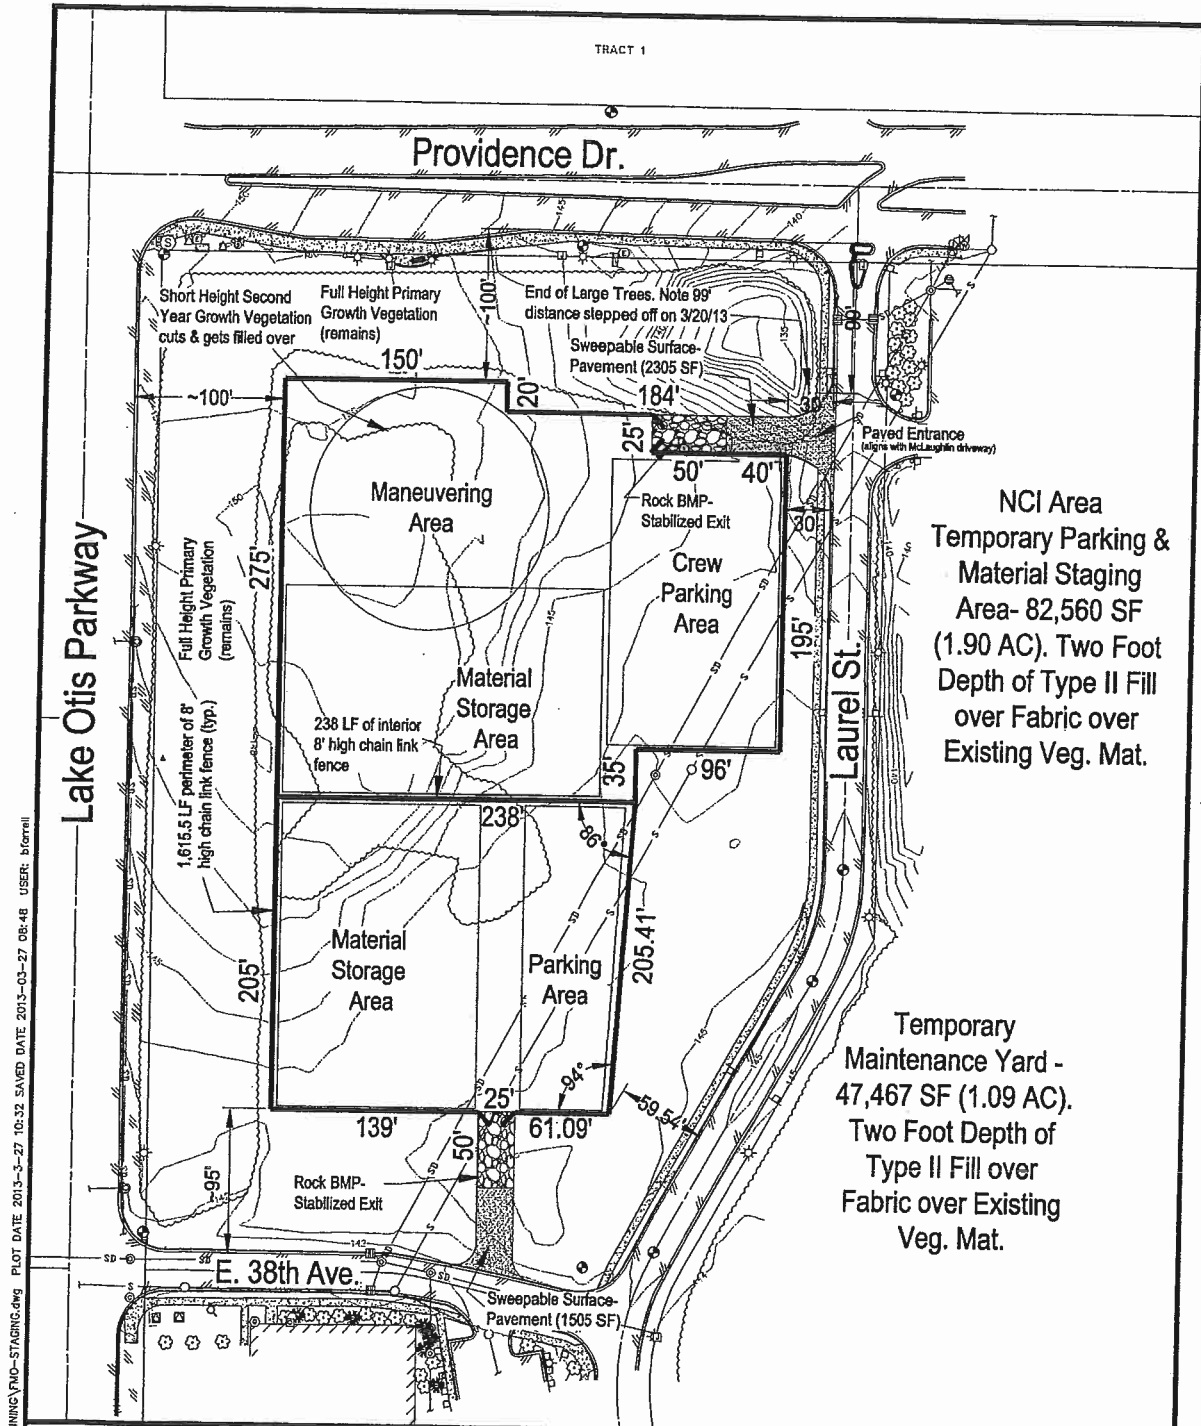 TRACT 1
Providence Dr.
Short Height Second
Year Growth Vegetation
cuts & gets filled over
Full Height Primary
Growth Vegetation
(remains)
~100'
End of Large Trees. Note 99'
distance stepped off on 3/20/13
Sweepable Surface-
Pavement (2305 SF)
99'
150'
20'
184'
30'
~100'
25'
Paved Entrance
(aligns with McLaughlin driveway)
50'
40'
Rock BMP-
Stabilized Exit
30'
Maneuvering
Area
Crew
Parking
Area
275'
Full Height Primary
Growth Vegetation
(remains)
195'
Lake Otis Parkway
Laurel St.
NCI Area
Temporary Parking &
Material Staging
Area- 82,560 SF
(1.90 AC). Two Foot
Depth of Type II Fill
over Fabric over
Existing Veg. Mat.
Material
Storage
Area
238 LF of interior
8' high chain link
fence
1,615.5 LF perimeter of 8'
high chain link fence (typ.)
35'
96'
238'
86°
Material
Storage
Area
Parking
Area
205'
205.41'
94°
Temporary
Maintenance Yard -
47,467 SF (1.09 AC).
Two Foot Depth of
Type II Fill over
Fabric over Existing
Veg. Mat.
139'
25'
61.09'
59.54'
50'
~95'
Rock BMP-
Stabilized Exit
E. 38th Ave.
Sweepable Surface-
Pavement (1505 SF)
NING\FMO-STAGING.dwg PLOT DATE 2013-3-27 10:32 SAVED DATE 2013-03-27 08:48 USER: bfarrell